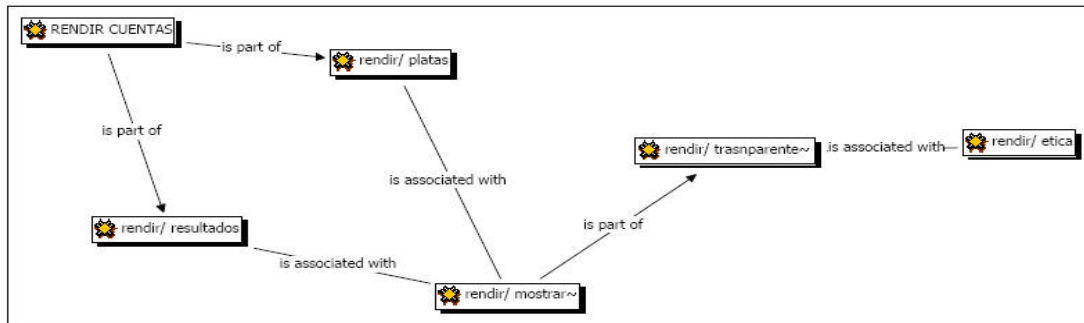 RENDIR CUENTAS
is part of
rendir/ platas
is part of
rendir/ trasnparente~
is associated with
rendir/ etica
is associated with
rendir/ resultados
is part of
is associated with
rendir/ mostrar~